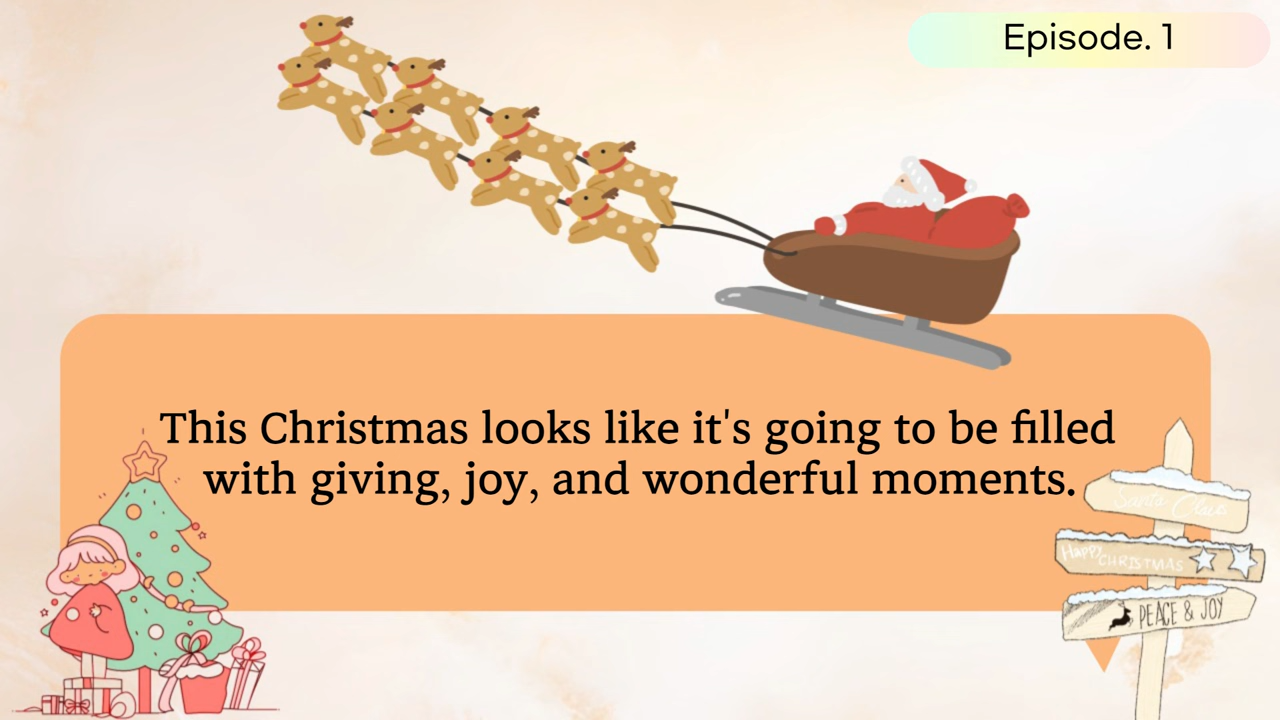 Episode. 1
This Christmas looks like it's going to be filled
with giving, joy, and wonderful moments.
Santa Claus
Happy
CHRISTMAS
PEACE & JOY